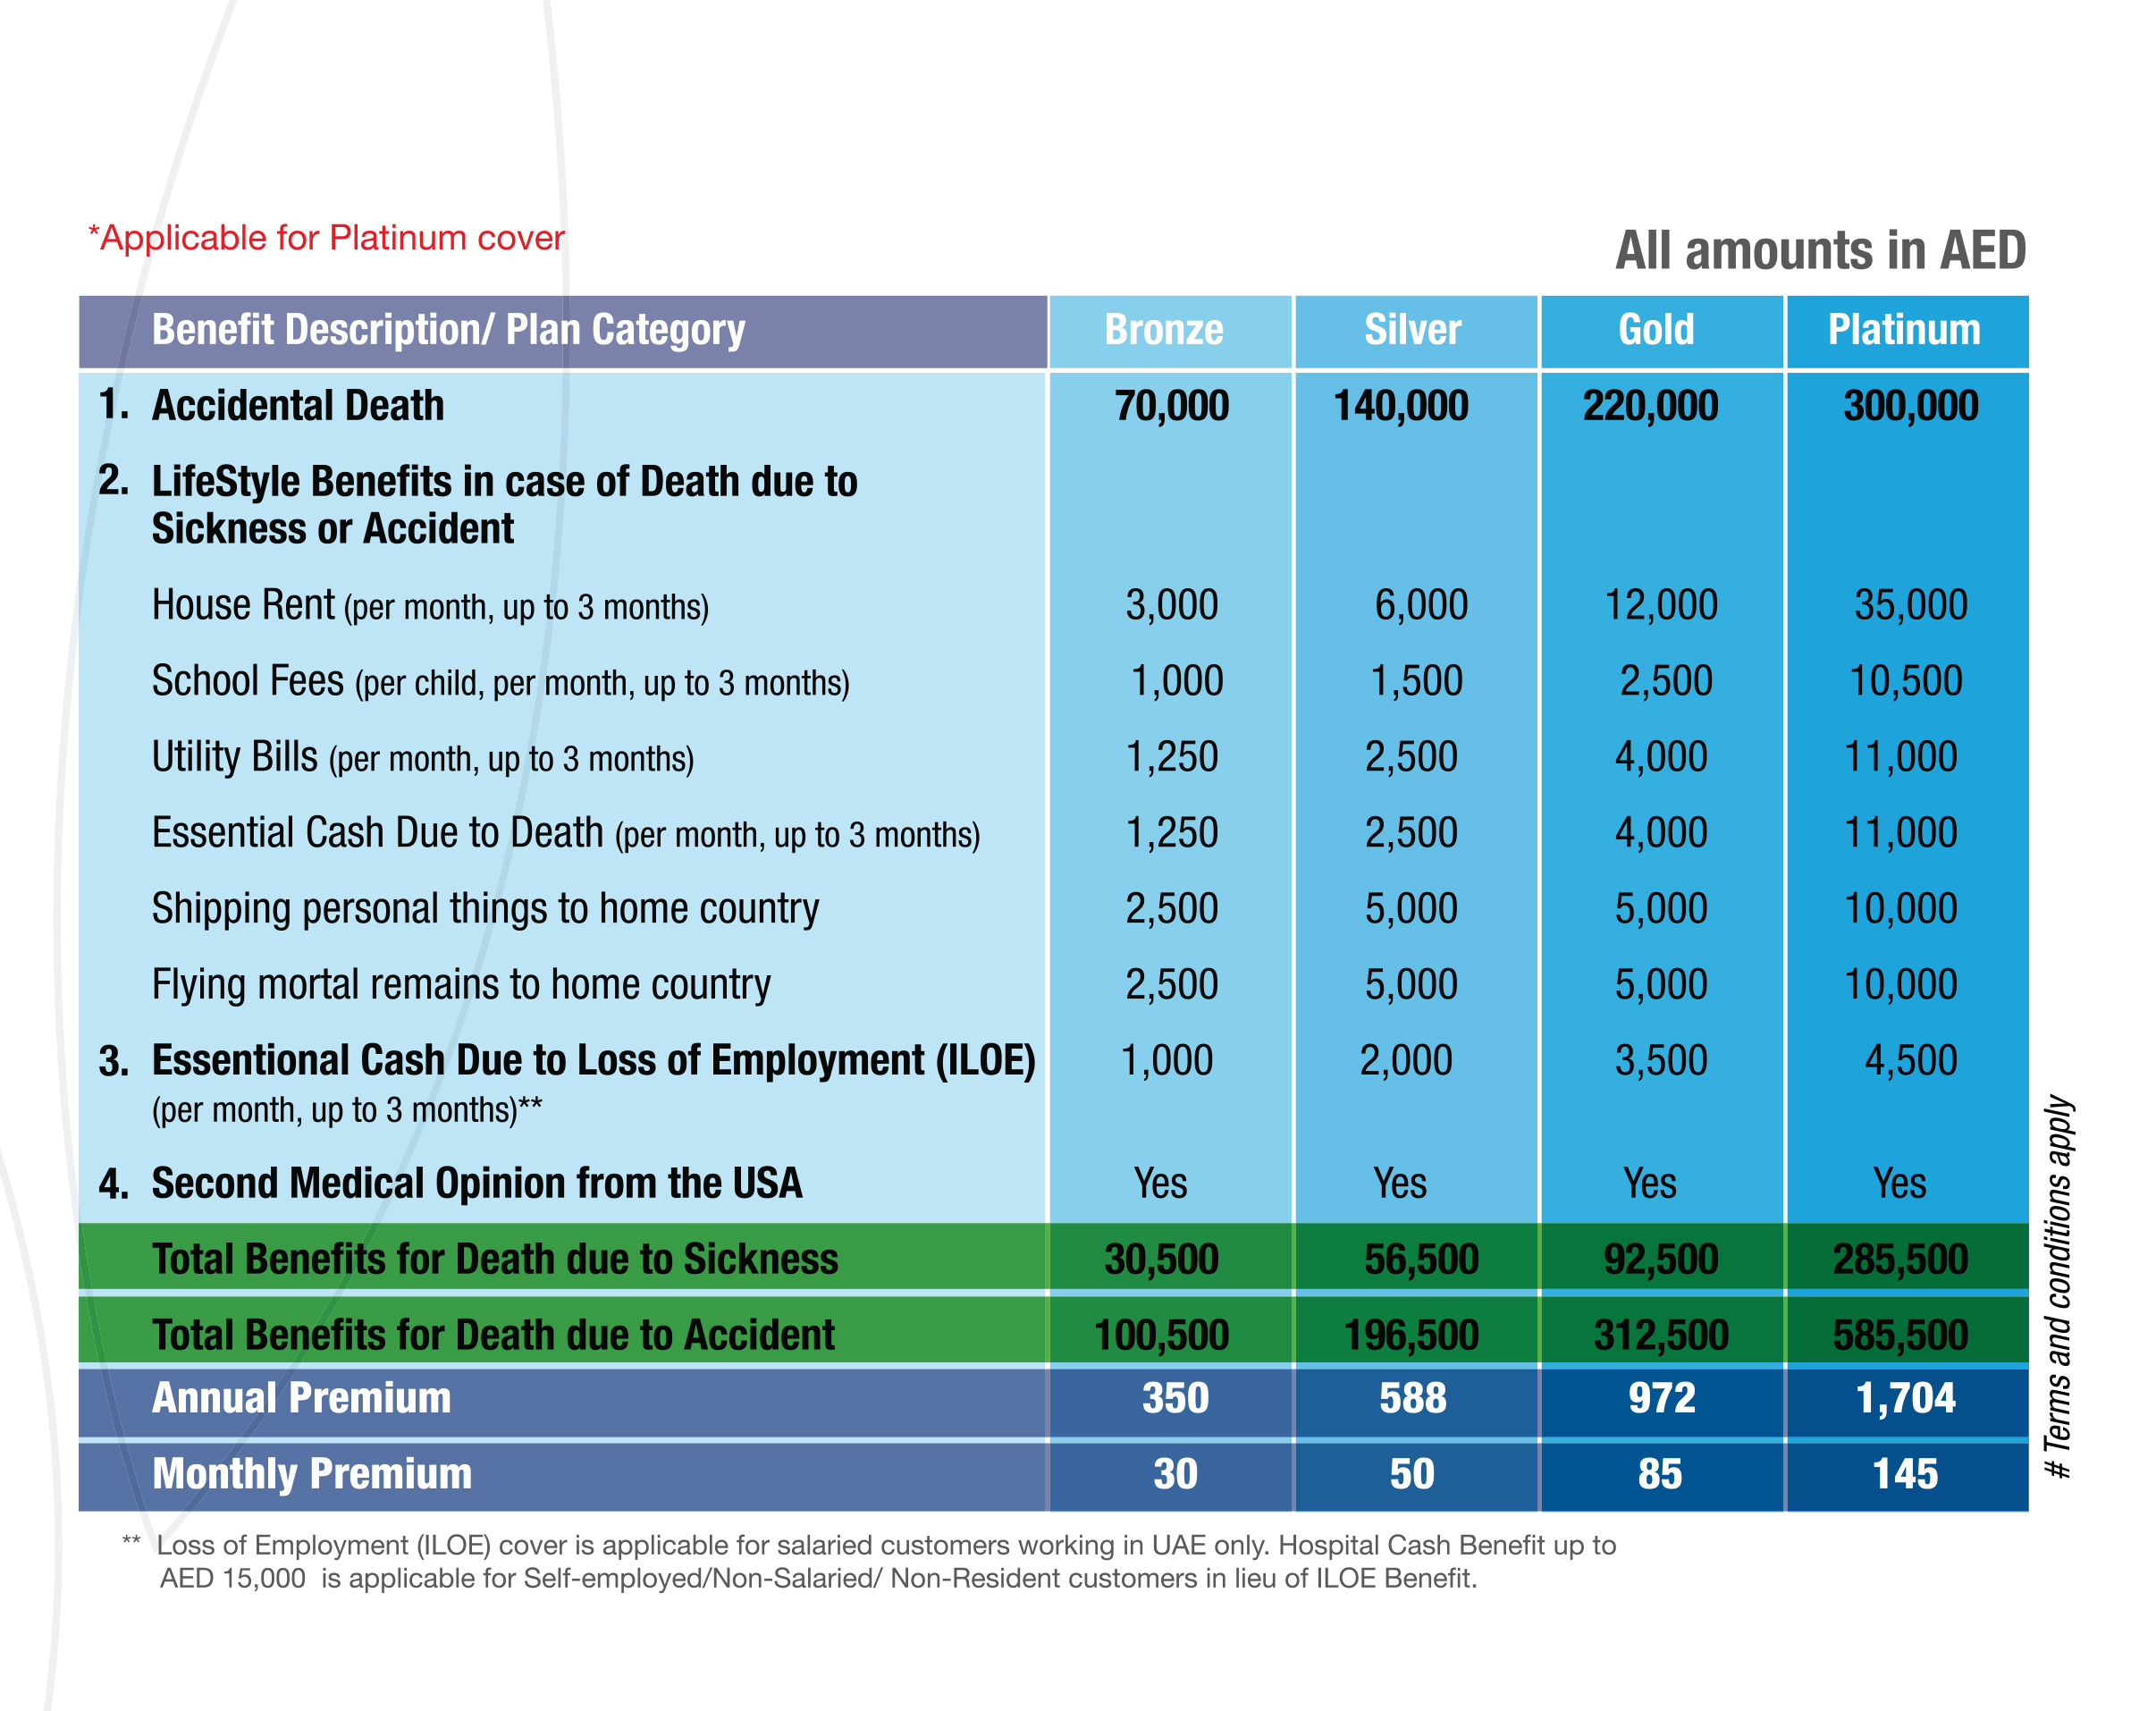 *Applicable for Platinum cover
All amounts in AED
Benefit Description/ Plan Category Bronze Silver Gold Platinum
1. Accidental Death 70,000 140,000 220,000 300,000
2. LifeStyle Benefits in case of Death due to
Sickness or Accident
House Rent (per month, up to 3 months) 3,000 6,000 12,000 35,000
School Fees (per child, per month, up to 3 months) 1,000 1,500 2,500 10,500
Utility Bills (per month, up to 3 months) 1,250 2,500 4,000 11,000
Essential Cash Due to Death (per month, up to 3 months) 1,250 2,500 4,000 11,000
Shipping personal things to home country 2,500 5,000 5,000 10,000
Flying mortal remains to home country 2,500 5,000 5,000 10,000
3. Essentional Cash Due to Loss of Employment (ILOE) 1,000 2,000 3,500 4,500
(per month, up to 3 months)**
4. Second Medical Opinion from the USA Yes Yes Yes Yes
Total Benefits for Death due to Sickness 30,500 56,500 92,500 285,500
Total Benefits for Death due to Accident 100,500 196,500 312,500 585,500
Annual Premium 350 588 972 1,704
Monthly Premium 30 50 85 145
# Terms and conditions apply
** Loss of Employment (ILOE) cover is applicable for salaried customers working in UAE only. Hospital Cash Benefit up to
AED 15,000 is applicable for Self-employed/Non-Salaried/ Non-Resident customers in lieu of ILOE Benefit.